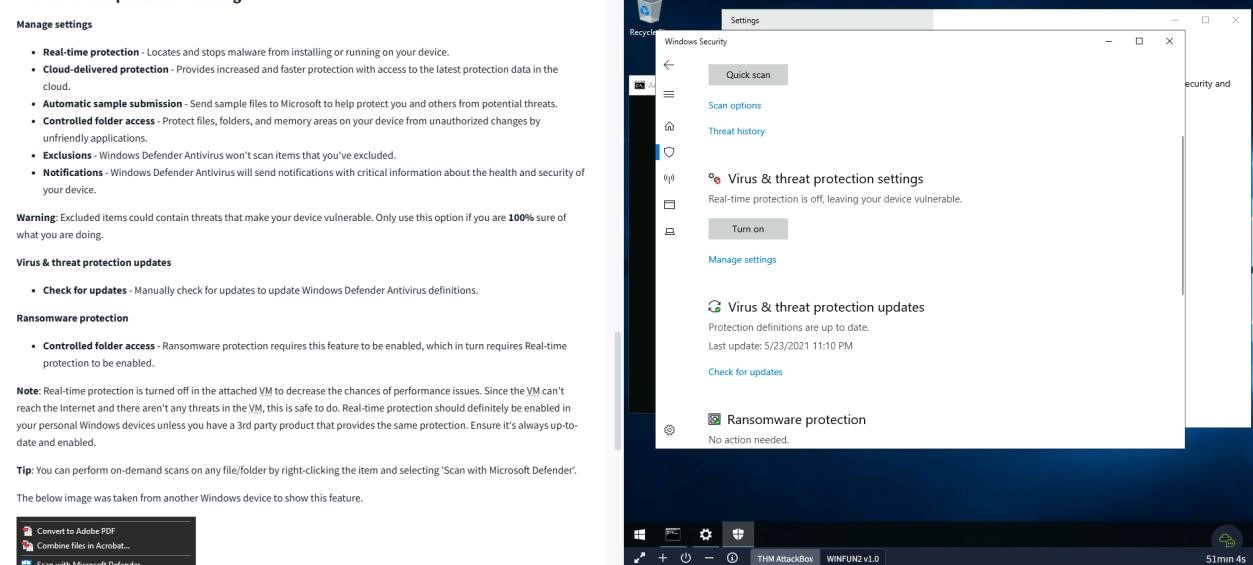 Manage settings
• Real-time protection - Locates and stops malware from installing or running on your device.
• Cloud-delivered protection - Provides increased and faster protection with access to the latest protection data in the
cloud.
• Automatic sample submission - Send sample files to Microsoft to help protect you and others from potential threats.
• Controlled folder access - Protect files, folders, and memory areas on your device from unauthorized changes by
unfriendly applications.
• Exclusions - Windows Defender Antivirus won't scan items that you've excluded.
• Notifications - Windows Defender Antivirus will send notifications with critical information about the health and security of
your device.
Warning: Excluded items could contain threats that make your device vulnerable. Only use this option if you are 100% sure of
what you are doing.
Virus & threat protection updates
• Check for updates - Manually check for updates to update Windows Defender Antivirus definitions.
Ransomware protection
• Controlled folder access - Ransomware protection requires this feature to be enabled, which in turn requires Real-time
protection to be enabled.
Note: Real-time protection is turned off in the attached VM to decrease the chances of performance issues. Since the VM can't
reach the Internet and there aren't any threats in the VM, this is safe to do. Real-time protection should definitely be enabled in
your personal Windows devices unless you have a 3rd party product that provides the same protection. Ensure it's always up-to-
date and enabled.
Tip: You can perform on-demand scans on any file/folder by right-clicking the item and selecting 'Scan with Microsoft Defender'.
The below image was taken from another Windows device to show this feature.
Convert to Adobe PDF
Combine files in Acrobat...
Scan with Microsoft Defender
Recycle
Settings
Windows Security
ecurity and
Quick scan
Scan options
Threat history
Virus & threat protection settings
Real-time protection is off, leaving your device vulnerable.
Turn on
Manage settings
Virus & threat protection updates
Protection definitions are up to date.
Last update: 5/23/2021 11:10 PM
Check for updates
Ransomware protection
No action needed.
THM AttackBox
WINFUN2 v1.0
51min 4s